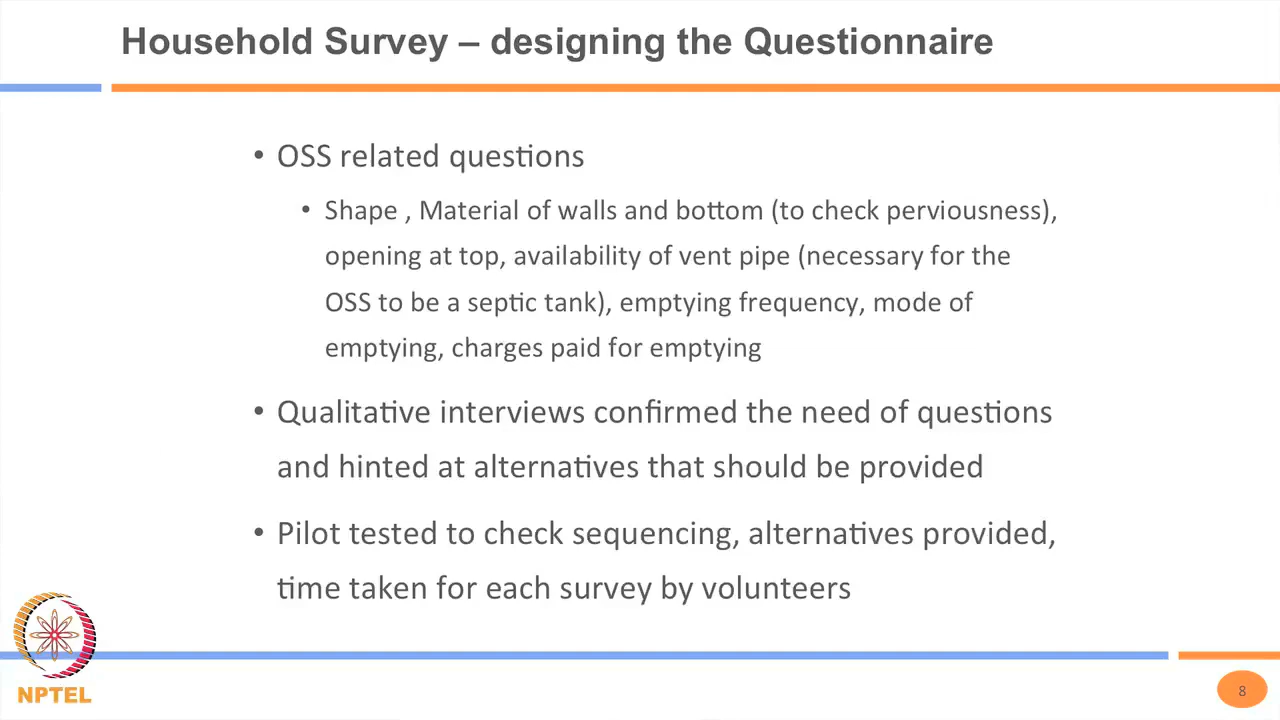 Household Survey – designing the Questionnaire
• OSS related questions
• Shape , Material of walls and bottom (to check perviousness),
opening at top, availability of vent pipe (necessary for the
OSS to be a septic tank), emptying frequency, mode of
emptying, charges paid for emptying
• Qualitative interviews confirmed the need of questions
and hinted at alternatives that should be provided
• Pilot tested to check sequencing, alternatives provided,
time taken for each survey by volunteers
NPTEL
8